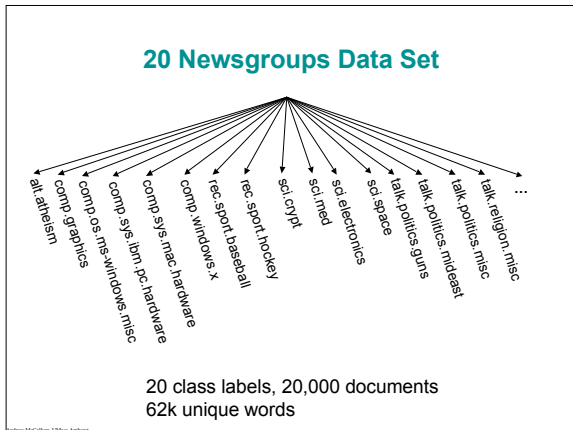 20 Newsgroups Data Set
alt.atheism
comp.graphics
comp.os.ms-windows.misc
comp.sys.ibm.pc.hardware
comp.sys.mac.hardware
comp.windows.x
rec.sport.baseball
rec.sport.hockey
sci.crypt
sci.med
sci.electronics
sci.space
talk.politics.guns
talk.politics.mideast
talk.politics.misc
talk.religion.misc
...
20 class labels, 20,000 documents
62k unique words